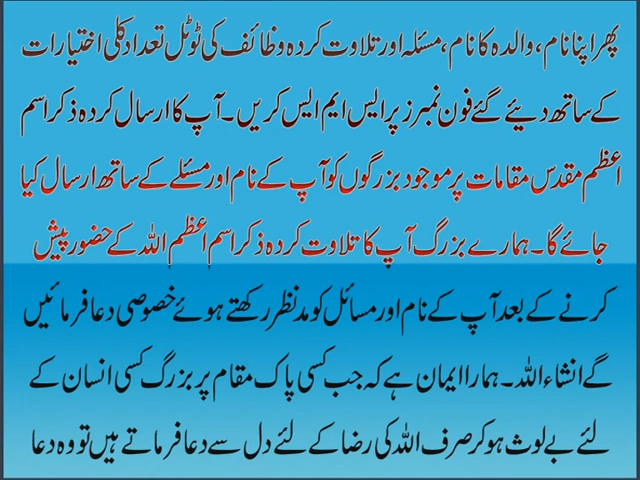 پھر اپنا نام، والدہ کا نام، مسئلہ اور تلاوت کردہ وظائف کی ٹوٹل تعداد کلی اختیارات
کے ساتھ دیئے گئے فون نمبرز پر ایس ایم ایس کریں۔ آپ کا ارسال کردہ ذکر اسم
اعظم مقدس مقامات پر موجود بزرگوں کو آپ کے نام اور مسئلے کے ساتھ ارسال کیا
جائے گا۔ ہمارے بزرگ آپ کا تلاوت کردہ ذکر اسم اعظم اللہ کے حضور پیش
کرنے کے بعد آپ کے نام اور مسائل کو مدنظر رکھتے ہوئے خصوصی دعا فرمائیں
گے انشاء اللہ۔ ہمارا ایمان ہے کہ جب کسی پاک مقام پر بزرگ کسی انسان کے
لئے بے لوث ہو کر صرف اللہ کی رضا کے لئے دل سے دعا فرماتے ہیں تو وہ دعا